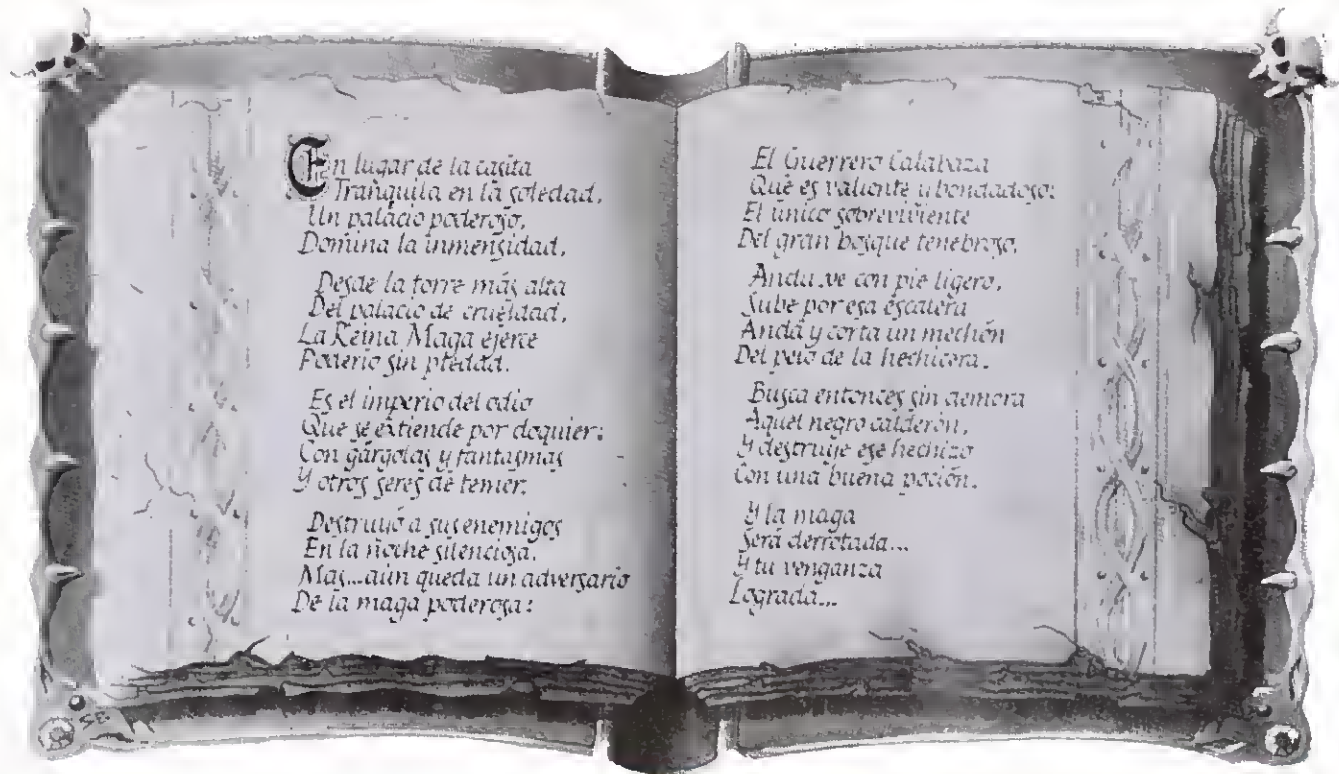 En lugar de la casita
Tranquila en la soledad,
Un palacio poderoso,
Domina la inmensidad.
Desde la torre más alta
Del palacio de crueldad,
La Reina Maga ejerce
Poderío sin piedad.
Es el imperio del odio
Que se extiende por doquier:
Con gárgolas y fantasmas
Y otros seres de temer.
Destruyó a sus enemigos
En la noche silenciosa.
Mas...aún queda un adversario
De la maga poderosa:
El Guerrero Calabaza
Que es valiente y bondadoso:
El único sobreviviente
Del gran bosque tenebroso.
Anda, ve con pie ligero,
Sube por esa escalera
Anda y corta un mechón
Del pelo de la hechicera.
Busca entonces sin demora
Aquel negro calderón,
Y destruye ese hechizo
Con una buena poción.
Y la maga
Será derrotada...
Y tu venganza
Lograda...